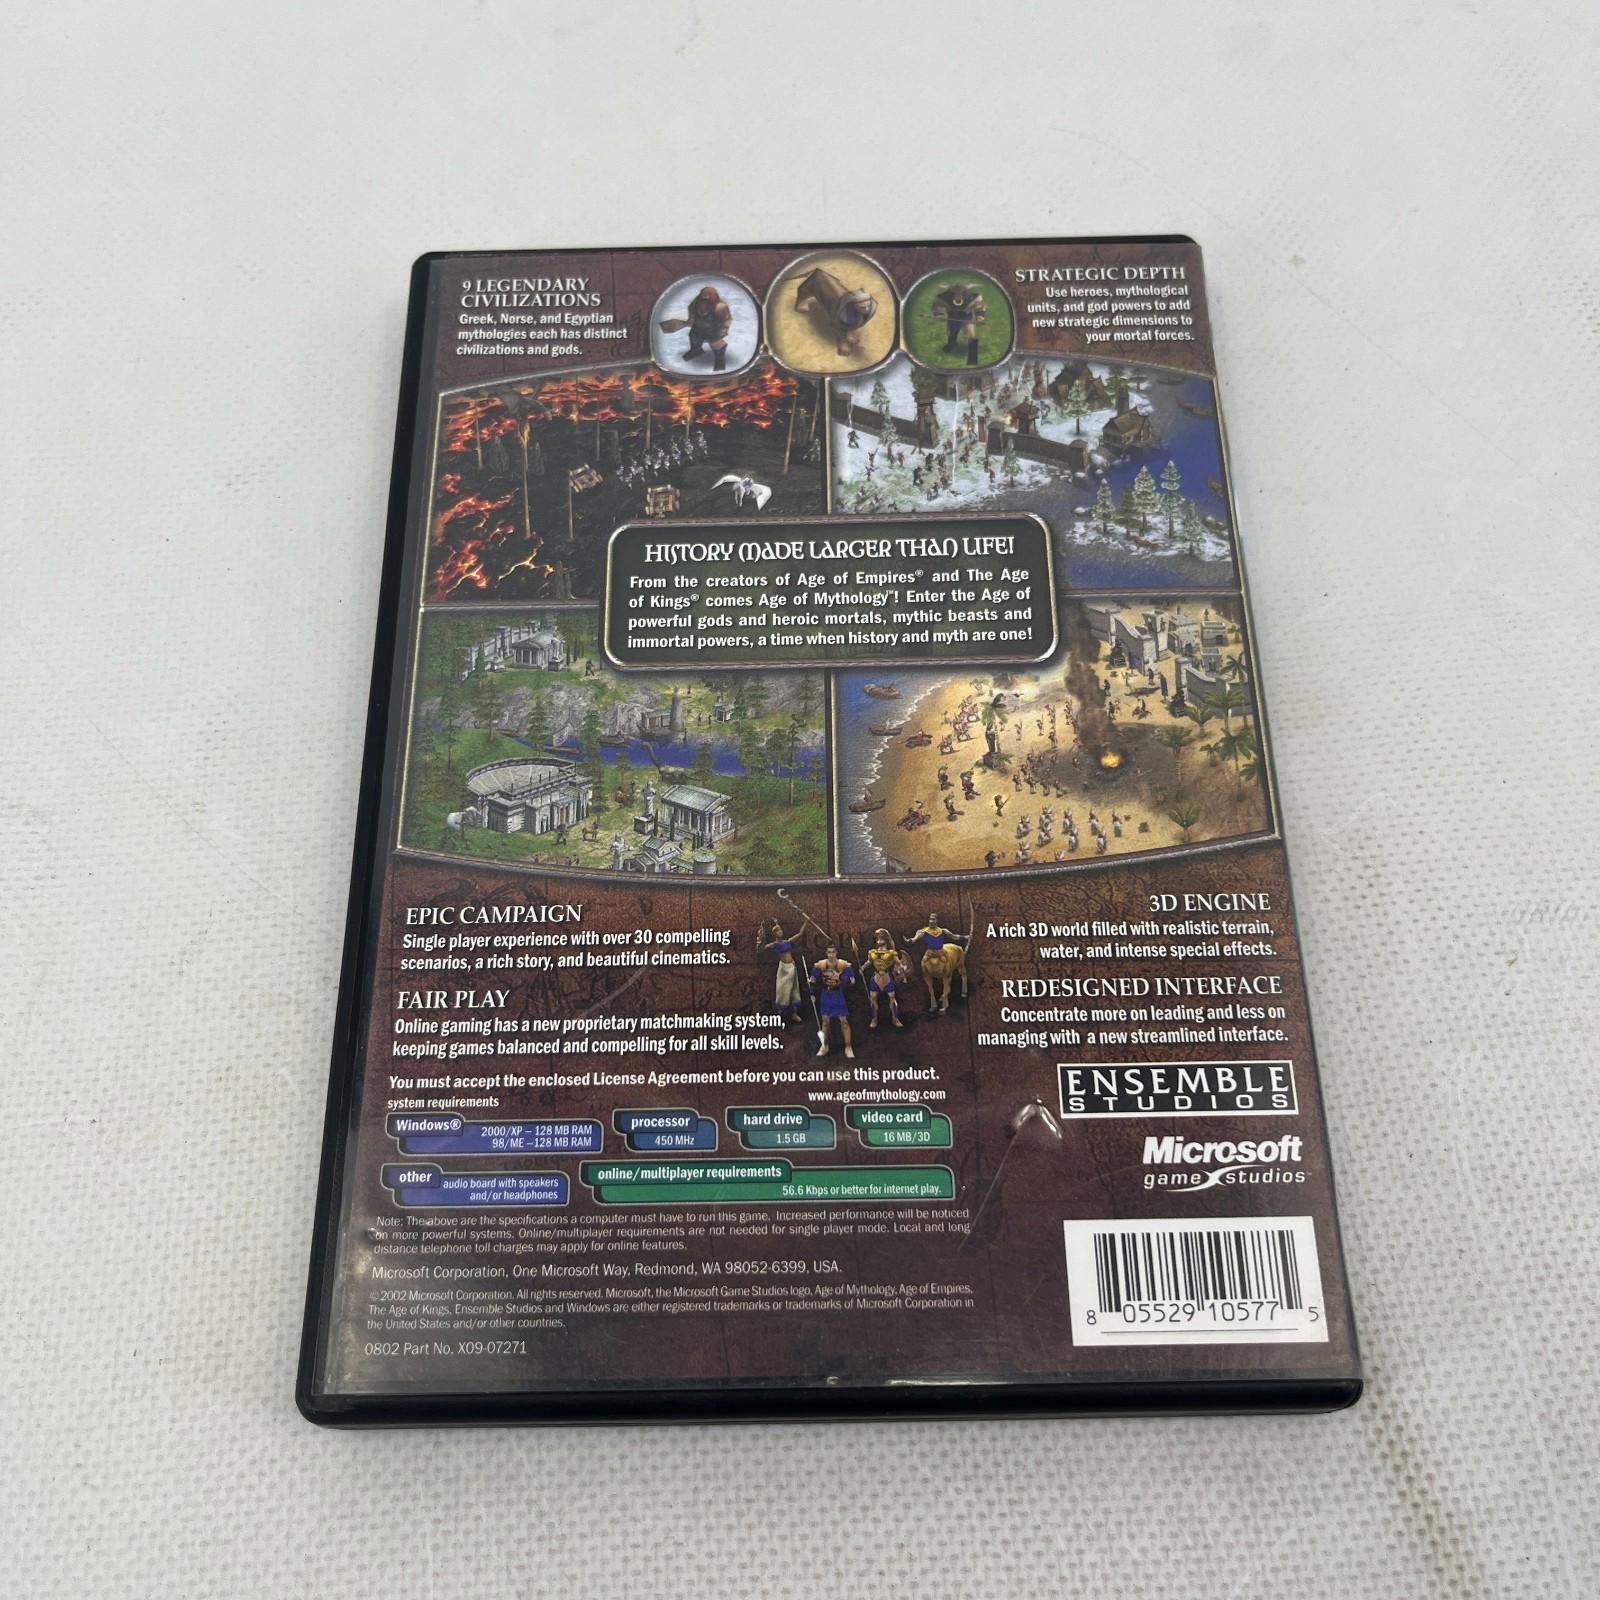 9 LEGENDARY
CIVILIZATIONS
Greek, Norse, and Egyptian
mythologies each has distinct
civilizations and gods.
STRATEGIC DEPTH
Use heroes, mythological
units, and god powers to add
new strategic dimensions to
your mortal forces.
HISTORY MADE LARGER THAN LIFE!
From the creators of Age of Empires® and The Age
of Kings® comes Age of Mythology™! Enter the Age of
powerful gods and heroic mortals, mythic beasts and
immortal powers, a time when history and myth are one!
EPIC CAMPAIGN
Single player experience with over 30 compelling
scenarios, a rich story, and beautiful cinematics.
FAIR PLAY
Online gaming has a new proprietary matchmaking system,
keeping games balanced and compelling for all skill levels.
3D ENGINE
A rich 3D world filled with realistic terrain,
water, and intense special effects.
REDESIGNED INTERFACE
Concentrate more on leading and less on
managing with a new streamlined interface.
You must accept the enclosed License Agreement before you can use this product.
system requirements
www.ageofmythology.com
Windows®
2000/XP – 128 MB RAM
98/ME –128 MB RAM
processor
450 MHz
hard drive
1.5 GB
video card
16 MB/3D
other
audio board with speakers
and/or headphones
online/multiplayer requirements
56.6 Kbps or better for internet play.
ENSEMBLE
STUDIOS
Microsoft
game studios™
Note: The above are the specifications a computer must have to run this game. Increased performance will be noticed
on more powerful systems. Online/multiplayer requirements are not needed for single player mode. Local and long
distance telephone toll charges may apply for online features.
Microsoft Corporation, One Microsoft Way, Redmond, WA 98052-6399, USA.
©2002 Microsoft Corporation. All rights reserved. Microsoft, the Microsoft Game Studios logo, Age of Mythology, Age of Empires,
The Age of Kings, Ensemble Studios and Windows are either registered trademarks or trademarks of Microsoft Corporation in
the United States and/or other countries.
0802 Part No. X09-07271
8 05529 10577 5